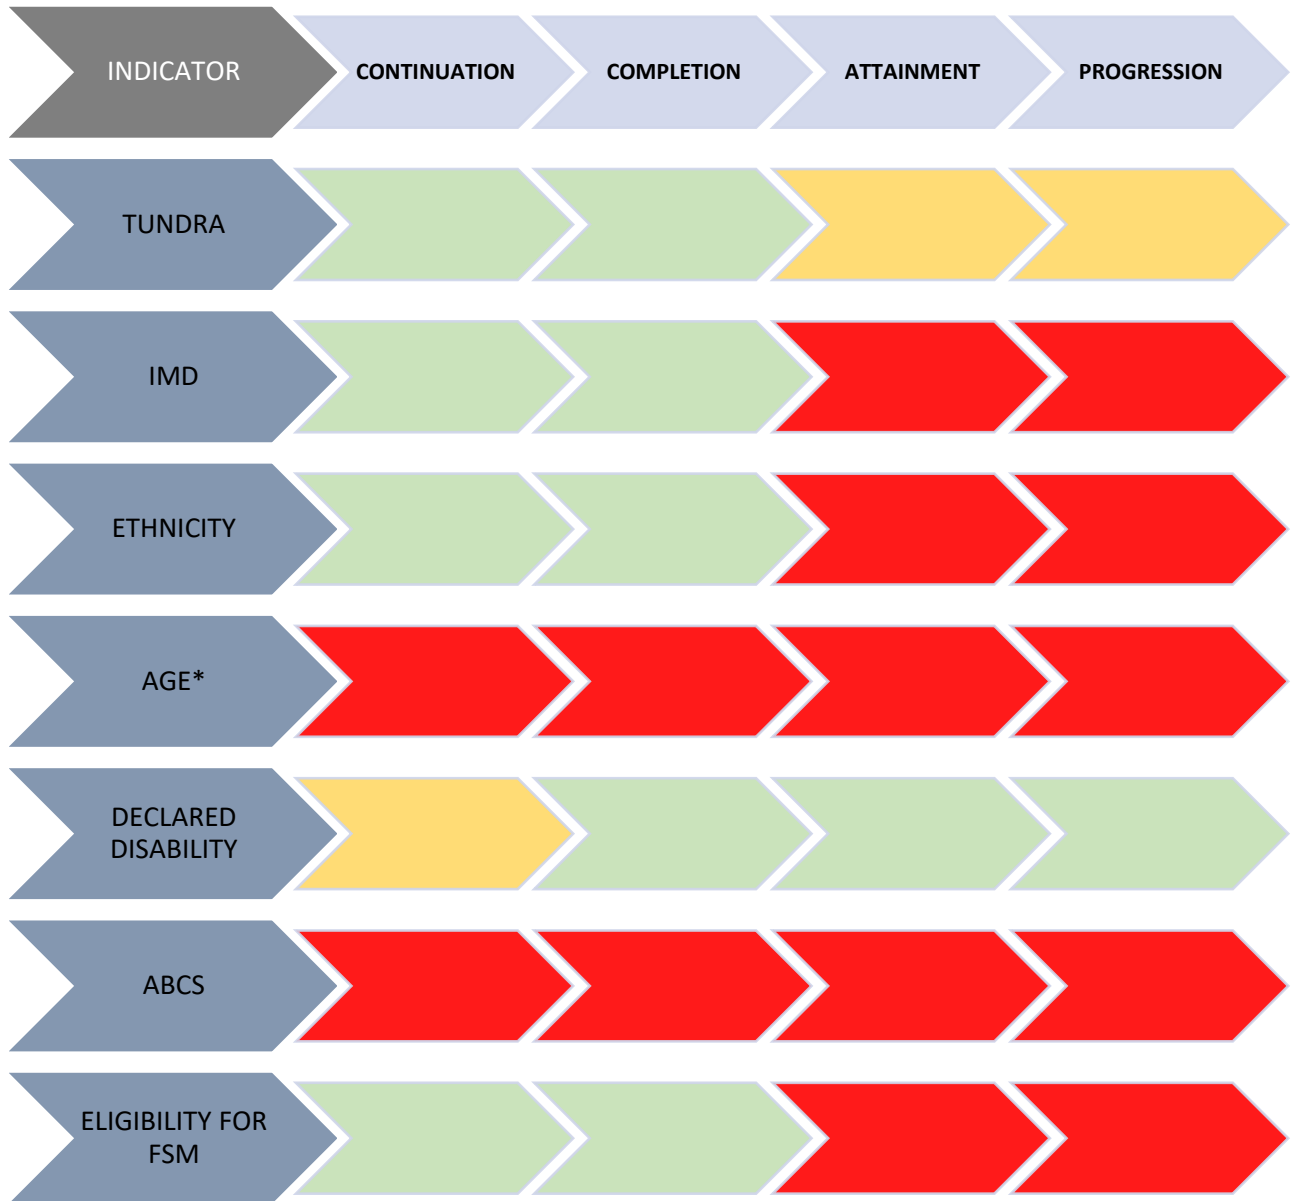 INDICATOR
CONTINUATION
COMPLETION
ATTAINMENT
PROGRESSION
TUNDRA
IMD
ETHNICITY
AGE*
DECLARED
DISABILITY
ABCS
ELIGIBILITY FOR
FSM